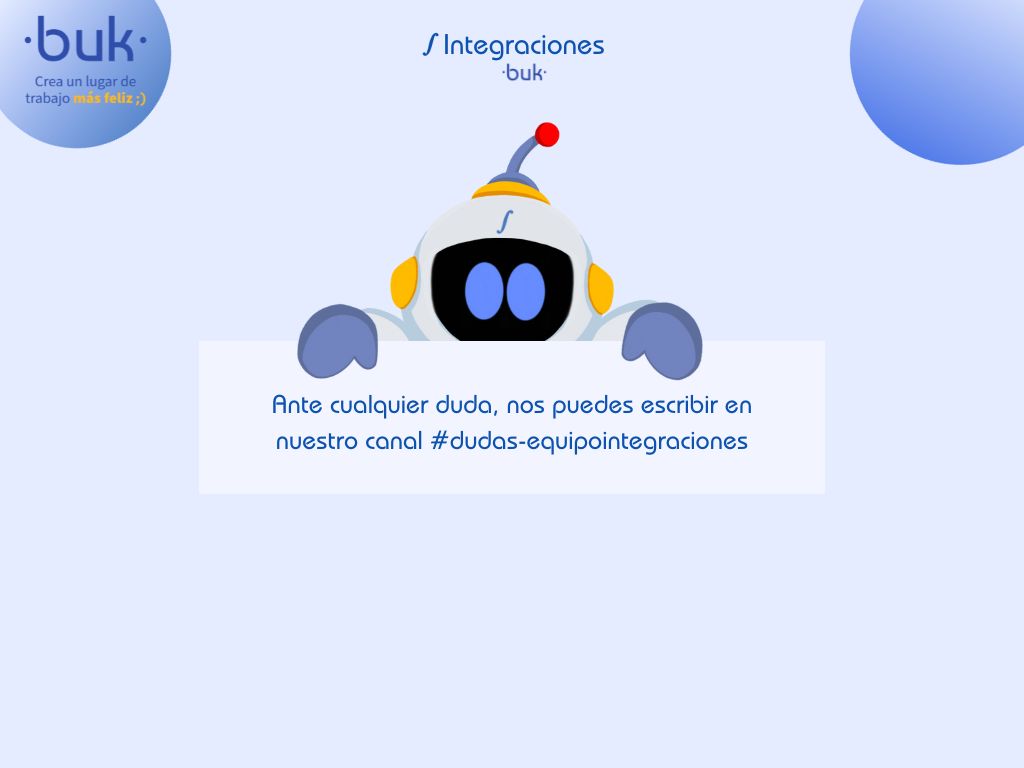 ·buk·
Crea un lugar de
trabajo más feliz ;)
∫ Integraciones
·buk·
∫
Ante cualquier duda, nos puedes escribir en
nuestro canal #dudas-equipointegraciones